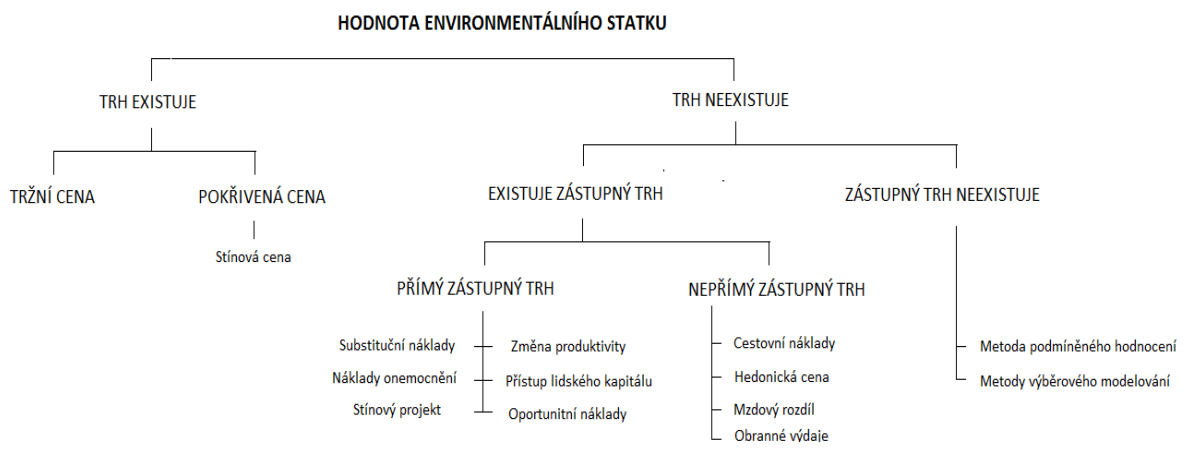 HODNOTA ENVIRONMENTÁLNÍHO STATKU
TRH EXISTUJE
TRH NEEXISTUJE
TRŽNÍ CENA
POKŘIVENÁ CENA
EXISTUJE ZÁSTUPNÝ TRH
ZÁSTUPNÝ TRH NEEXISTUJE
Stínová cena
PŘÍMÝ ZÁSTUPNÝ TRH
NEPŘÍMÝ ZÁSTUPNÝ TRH
Substituční náklady
Změna produktivity
Náklady onemocnění
Přístup lidského kapitálu
Stínový projekt
Oportunitní náklady
Cestovní náklady
Hedonická cena
Mzdový rozdíl
Obranné výdaje
Metoda podmíněného hodnocení
Metody výběrového modelování